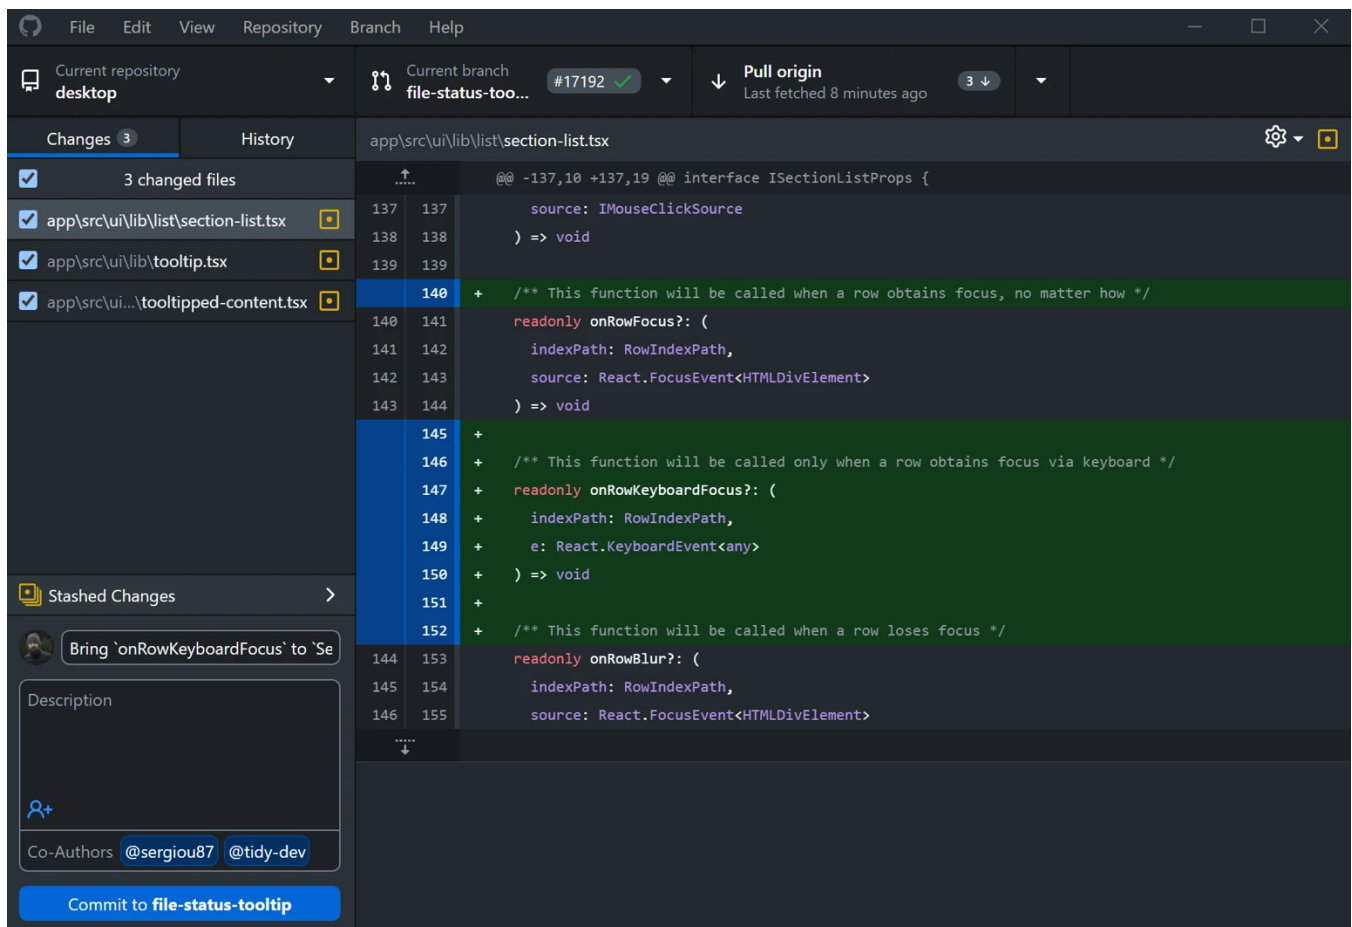 File Edit View Repository Branch Help
Current repository
desktop
Current branch
file-status-too...
#17192
Pull origin
Last fetched 8 minutes ago
3
Changes 3
History
app\src\ui\lib\list\section-list.tsx
3 changed files
app\src\ui\lib\list\section-list.tsx
app\src\ui\lib\tooltip.tsx
app\src\ui...\tooltipped-content.tsx
Stashed Changes
Bring `onRowKeyboardFocus` to `Se
Description
Co-Authors @sergiou87 @tidy-dev
Commit to file-status-tooltip
@@ -137,10 +137,19 @@ interface ISectionListProps {
137 137 source: IMouseClickSource
138 138 ) => void
139 139
140 + /** This function will be called when a row obtains focus, no matter how */
140 141 readonly onRowFocus?: (
141 142 indexPath: RowIndexPath,
142 143 source: React.FocusEvent<HTMLDivElement>
143 144 ) => void
145 +
146 + /** This function will be called only when a row obtains focus via keyboard */
147 + readonly onRowKeyboardFocus?: (
148 + indexPath: RowIndexPath,
149 + e: React.KeyboardEvent<any>
150 + ) => void
151 +
152 + /** This function will be called when a row loses focus */
144 153 readonly onRowBlur?: (
145 154 indexPath: RowIndexPath,
146 155 source: React.FocusEvent<HTMLDivElement>